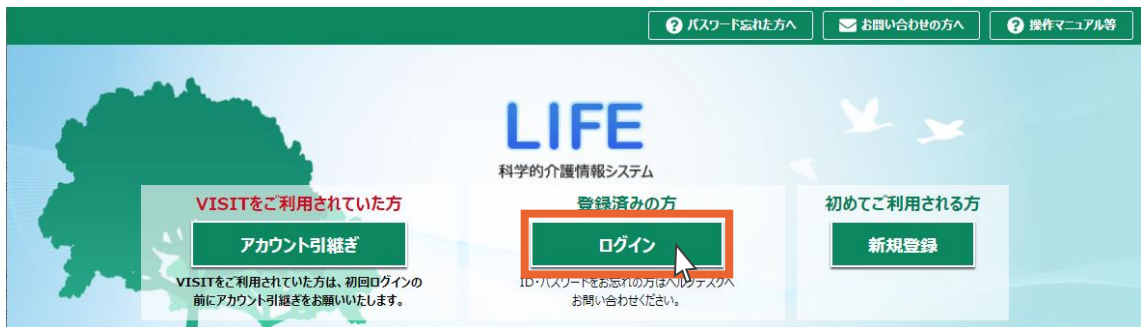 パスワード忘れた方へ
お問い合わせの方へ
操作マニュアル等
LIFE
科学的介護情報システム
VISITをご利用されていた方
アカウント引継ぎ
VISITをご利用されていた方は、初回ログインの
前にアカウント引継ぎをお願いいたします。
登録済みの方
ログイン
ID・パスワードをお忘れの方はヘルプデスクへ
お問い合わせください。
初めてご利用される方
新規登録